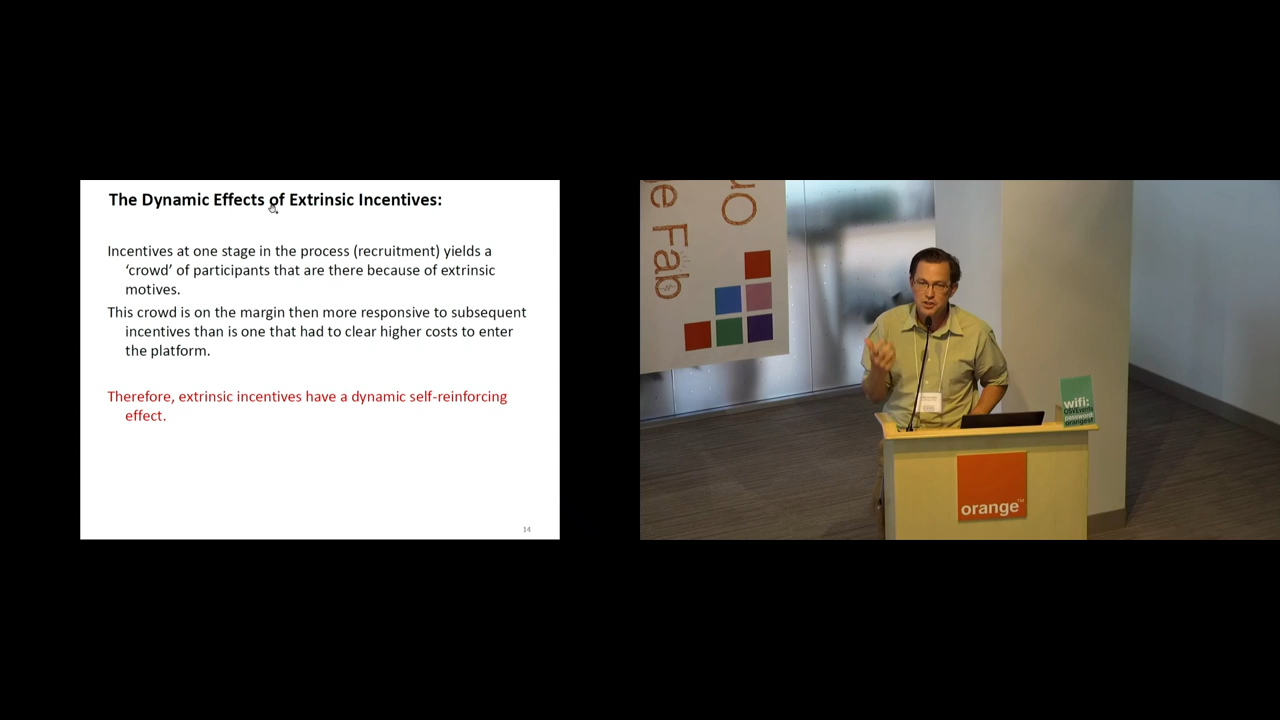 The Dynamic Effects of Extrinsic Incentives:
Incentives at one stage in the process (recruitment) yields a
‘crowd’ of participants that are there because of extrinsic
motives.
This crowd is on the margin then more responsive to subsequent
incentives than is one that had to clear higher costs to enter
the platform.
Therefore, extrinsic incentives have a dynamic self-reinforcing
effect.
14
Fab
wifi:
password
orange™